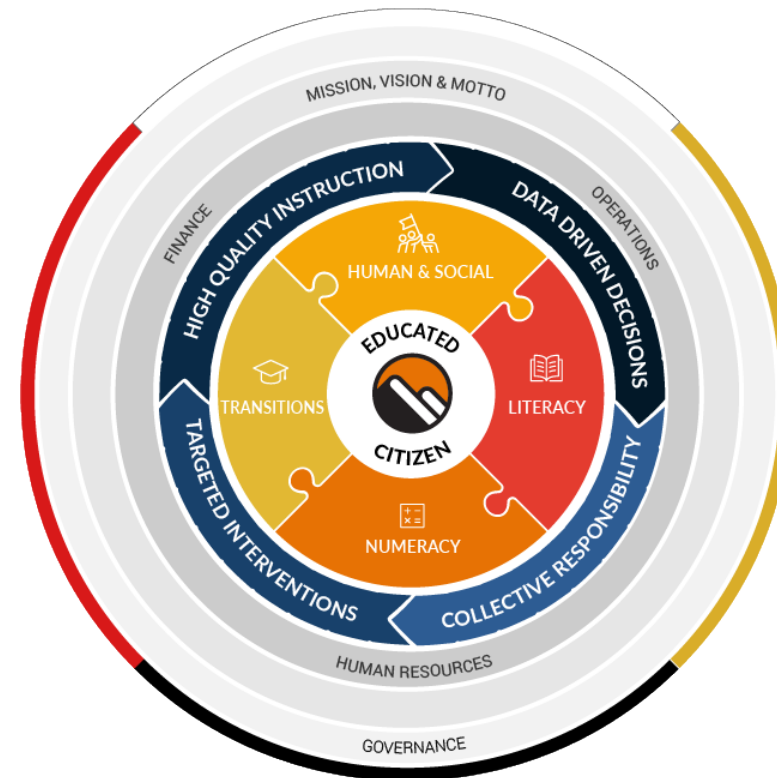 MISSION, VISION & MOTTO
FINANCE
OPERATIONS
HIGH QUALITY INSTRUCTION
DATA DRIVEN DECISIONS
HUMAN & SOCIAL
EDUCATED
CITIZEN
TRANSITIONS
LITERACY
NUMERACY
TARGETED INTERVENTIONS
COLLECTIVE RESPONSIBILITY
HUMAN RESOURCES
GOVERNANCE